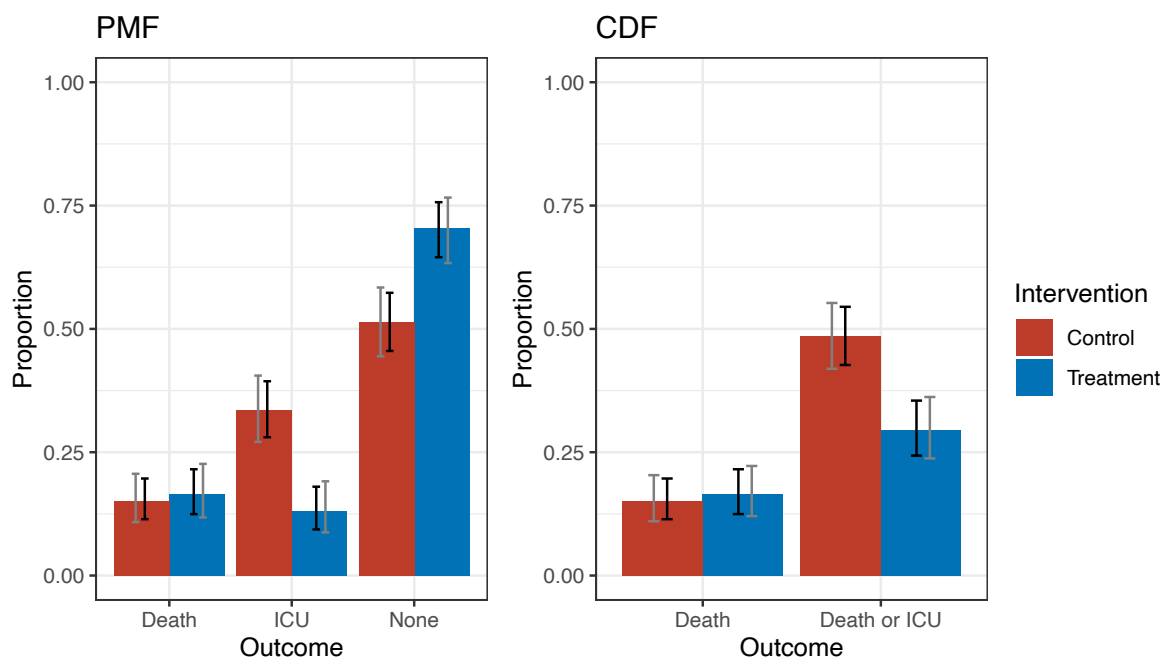 PMF
1.00
0.75
0.50
0.25
0.00
Proportion
Death ICU None
Outcome
CDF
1.00
0.75
0.50
0.25
0.00
Proportion
Death Death or ICU
Outcome
Intervention
Control
Treatment